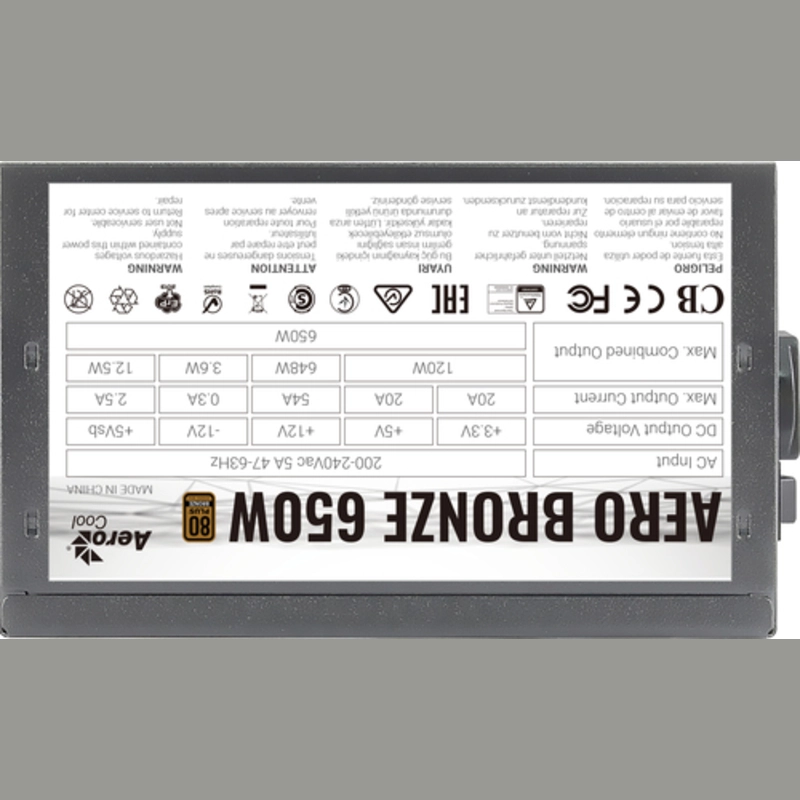 AERO BRONZE 650W
80
PLUS
BRONZE
Aero
Cool
MADE IN CHINA
AC Input 200-240Vac 5A 47-63Hz
DC Output Voltage +3.3V +5V +12V -12V +5Vsb
Max. Output Current 20A 20A 54A 0.3A 2.5A
Max. Combined Output 120W 648W 3.6W 12.5W
650W
CB CE FC EAC
PELIGRO
Esta fuente de poder utiliza
alta tension.
No contiene ningun elemento
reparable por el usuario
favor de enviar al centro de
servicio para su reparacion.
WARNING
Netzteil unter gefahrlicher
spannung.
Nicht vom benutzer zu
reparieren.
Zur reparatur an
kundendienst zurucksenden.
UYARI
Bu güç kaynağının içindeki
gerilim insan sağlığını
olumsuz etkileyebilecek
kadar yüksektir. Lütfen arıza
durumunda ürünü yetkili
servise gönderiniz.
ATTENTION
Tensions dangereuses ne
peut etre repare par
lutilisateur.
Pour toute reparation
renvoyer au service apres
vente.
WARNING
Hazardous voltages
contained within this power
supply
Not user serviceable.
Return to service center for
repair.